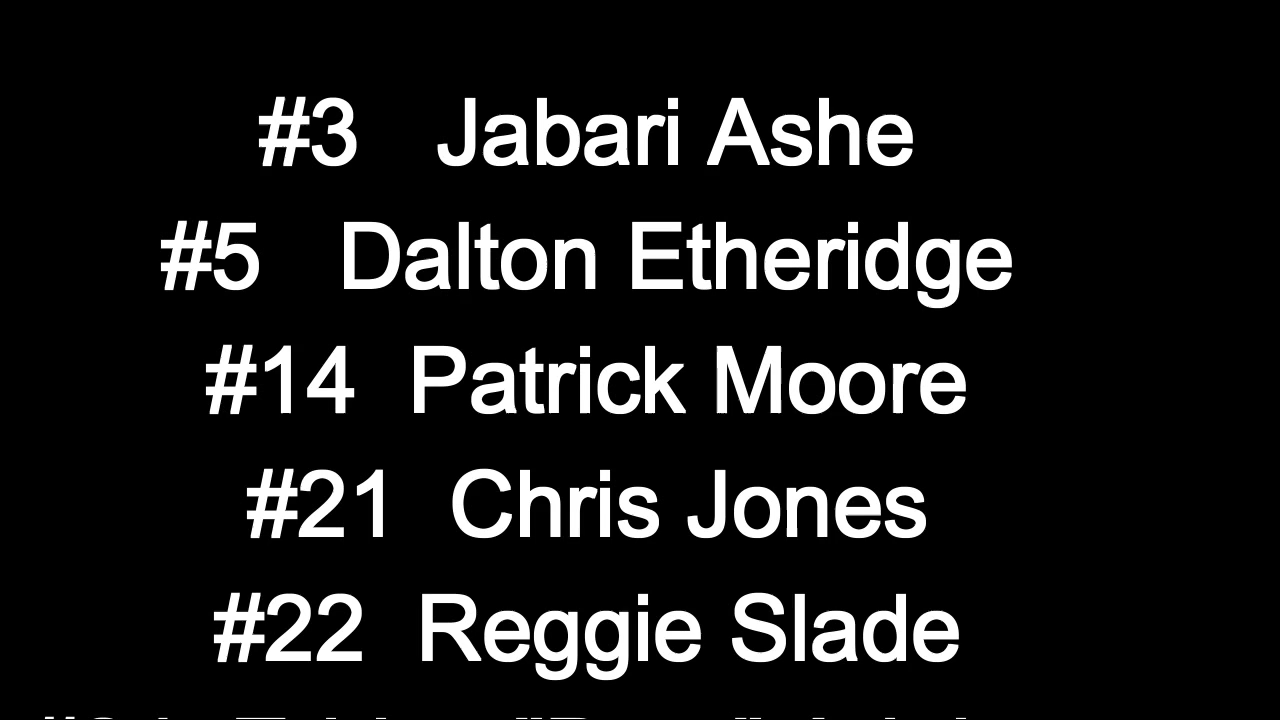 #3 Jabari Ashe
#5 Dalton Etheridge
#14 Patrick Moore
#21 Chris Jones
#22 Reggie Slade